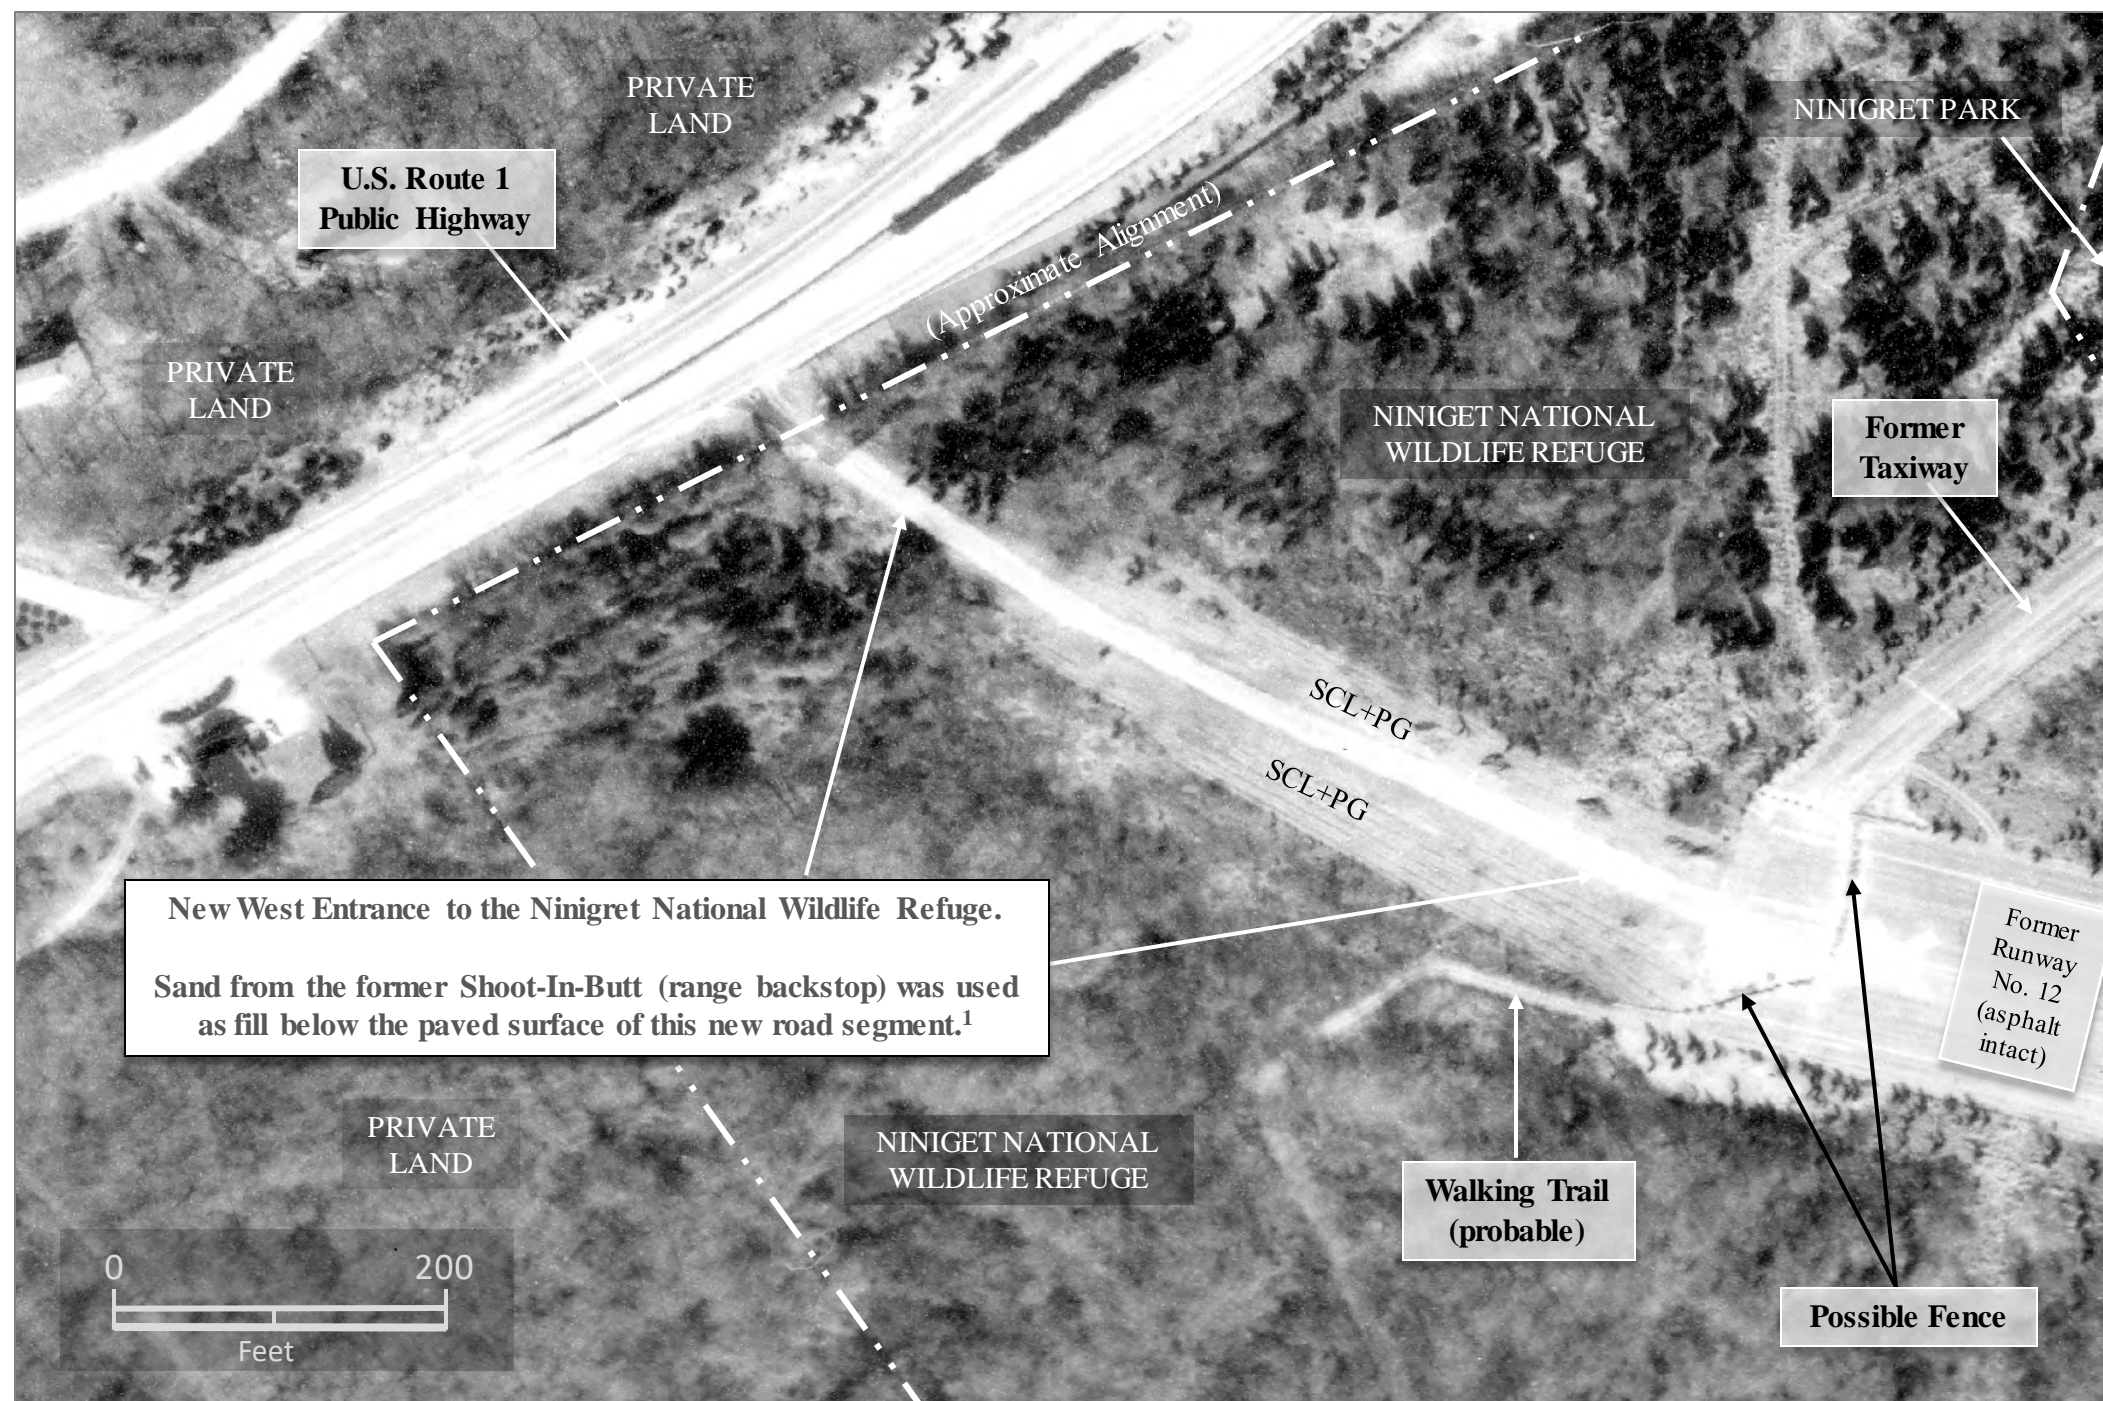 PRIVATE
LAND
NINIGRET PARK
U.S. Route 1
Public Highway
(Approximate Alignment)
PRIVATE
LAND
NINIGET NATIONAL
WILDLIFE REFUGE
Former
Taxiway
SCL+PG
SCL+PG
New West Entrance to the Ninigret National Wildlife Refuge.
Sand from the former Shoot-In-Butt (range backstop) was used
as fill below the paved surface of this new road segment.1
Former
Runway
No. 12
(asphalt
intact)
PRIVATE
LAND
NINIGET NATIONAL
WILDLIFE REFUGE
Walking Trail
(probable)
Possible Fence
0 200
Feet